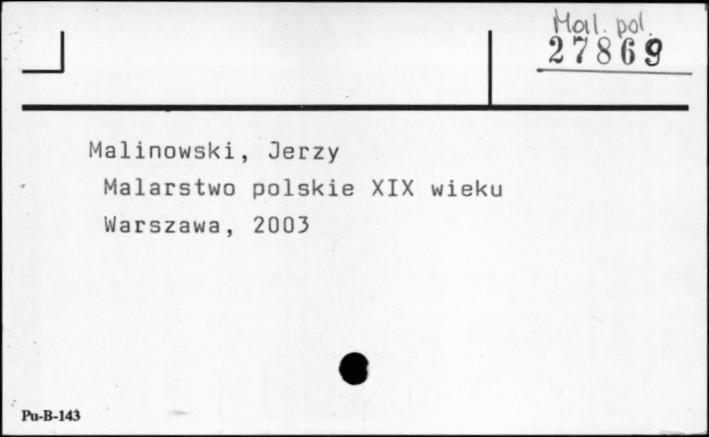 Mal. pol.
27869
Malinowski, Jerzy
Malarstwo polskie XIX wieku
Warszawa, 2003
Pu-B-143